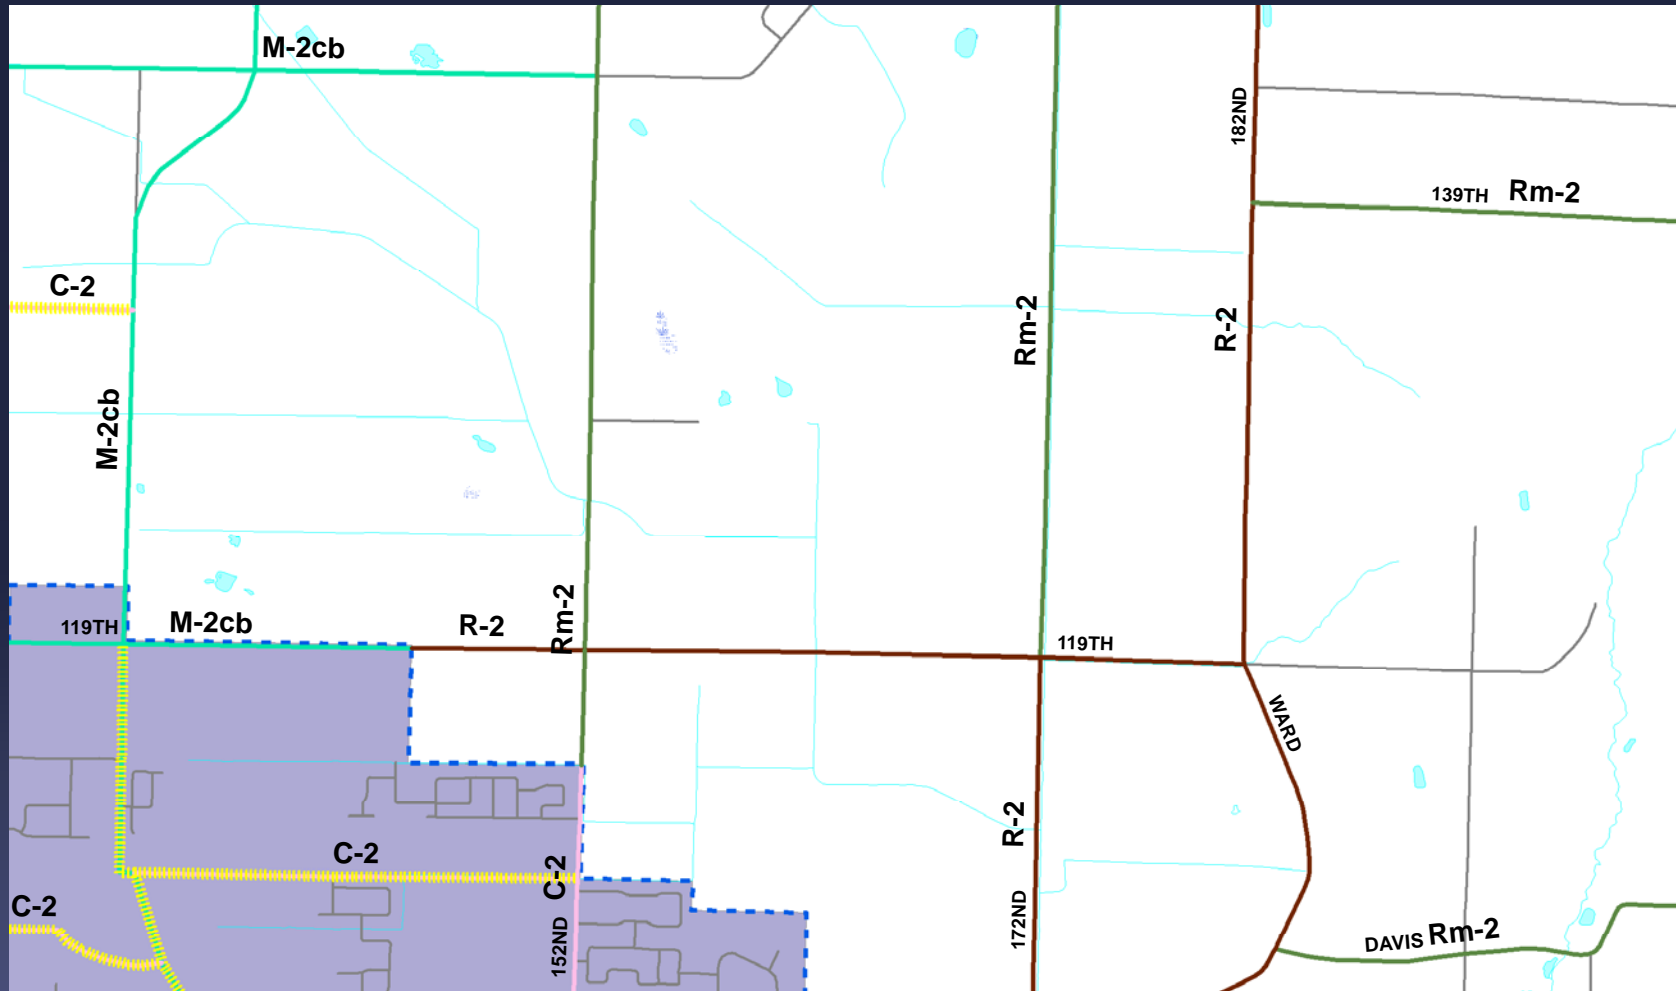 M-2cb
182ND
139TH Rm-2
C-2
Rm-2
R-2
M-2cb
119TH
M-2cb
R-2
Rm-2
119TH
WARD
R-2
C-2
C-2
C-2
172ND
152ND
DAVIS Rm-2